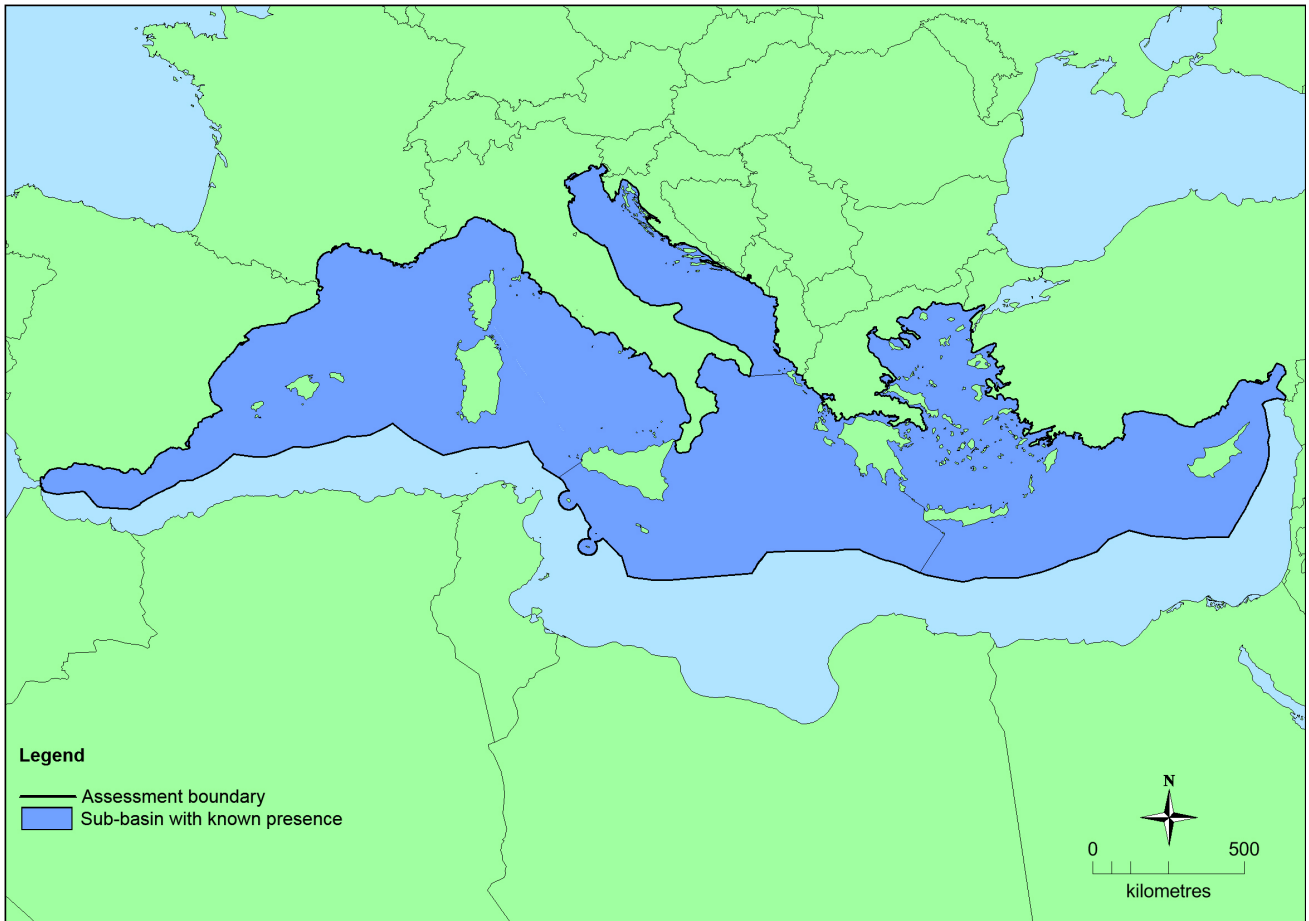 Legend
Assessment boundary
Sub-basin with known presence
N
0 500
kilometres